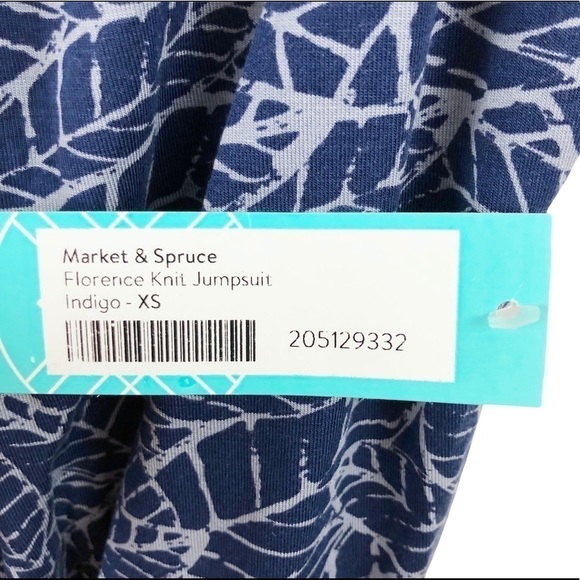 Market & Spruce
Florence Knit Jumpsuit
Indigo - XS
205129332